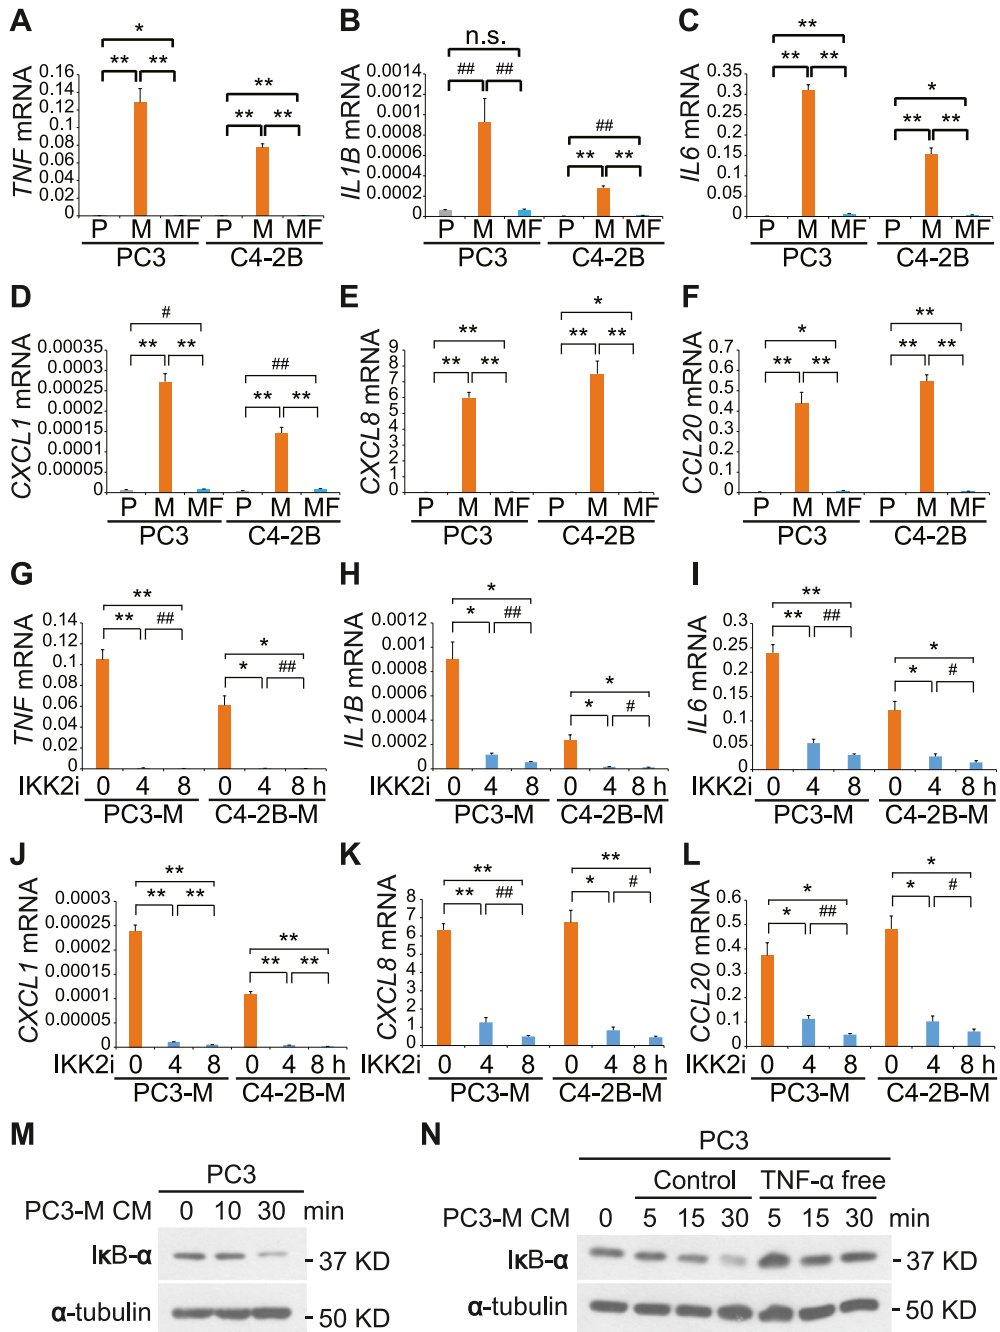 A
TNF mRNA
0.16
0.14
0.12
0.1
0.08
0.06
0.04
0.02
0
*
** **
**
** **
P M MF P M MF
PC3 C4-2B
B
IL1B mRNA
0.0014
0.0012
0.001
0.0008
0.0006
0.0004
0.0002
0
n.s.
## ##
##
** **
P M MF P M MF
PC3 C4-2B
C
IL6 mRNA
0.35
0.3
0.25
0.2
0.15
0.1
0.05
0
**
** **
*
** **
P M MF P M MF
PC3 C4-2B
D
CXCL1 mRNA
0.00035
0.0003
0.00025
0.0002
0.00015
0.0001
0.00005
0
#
** **
##
** **
P M MF P M MF
PC3 C4-2B
E
CXCL8 mRNA
9
8
7
6
5
4
3
2
1
0
**
** **
*
** **
P M MF P M MF
PC3 C4-2B
F
CCL20 mRNA
0.7
0.6
0.5
0.4
0.3
0.2
0.1
0
*
** **
**
** **
P M MF P M MF
PC3 C4-2B
G
TNF mRNA
0.14
0.12
0.1
0.08
0.06
0.04
0.02
0
**
** ##
*
* ##
IKK2i 0 4 8 0 4 8 h
PC3-M C4-2B-M
H
IL1B mRNA
0.0012
0.001
0.0008
0.0006
0.0004
0.0002
0
*
* ##
*
* #
0 4 8 0 4 8 h
PC3-M C4-2B-M
I
IL6 mRNA
0.3
0.25
0.2
0.15
0.1
0.05
0
**
** ##
*
* #
IKK2i 0 4 8 0 4 8 h
PC3-M C4-2B-M
J
CXCL1 mRNA
0.0003
0.00025
0.0002
0.00015
0.0001
0.00005
0
**
** **
**
** **
IKK2i 0 4 8 0 4 8 h
PC3-M C4-2B-M
K
CXCL8 mRNA
8
7
6
5
4
3
2
1
0
**
** ##
**
* #
IKK2i 0 4 8 0 4 8 h
PC3-M C4-2B-M
L
CCL20 mRNA
0.6
0.5
0.4
0.3
0.2
0.1
0
*
* ##
*
* #
IKK2i 0 4 8 0 4 8 h
PC3-M C4-2B-M
M
PC3
PC3-M CM 0 10 30 min
IκB-α - 37 KD
α-tubulin - 50 KD
N
PC3
Control TNF-α free
PC3-M CM 0 5 15 30 5 15 30 min
IκB-α - 37 KD
α-tubulin - 50 KD